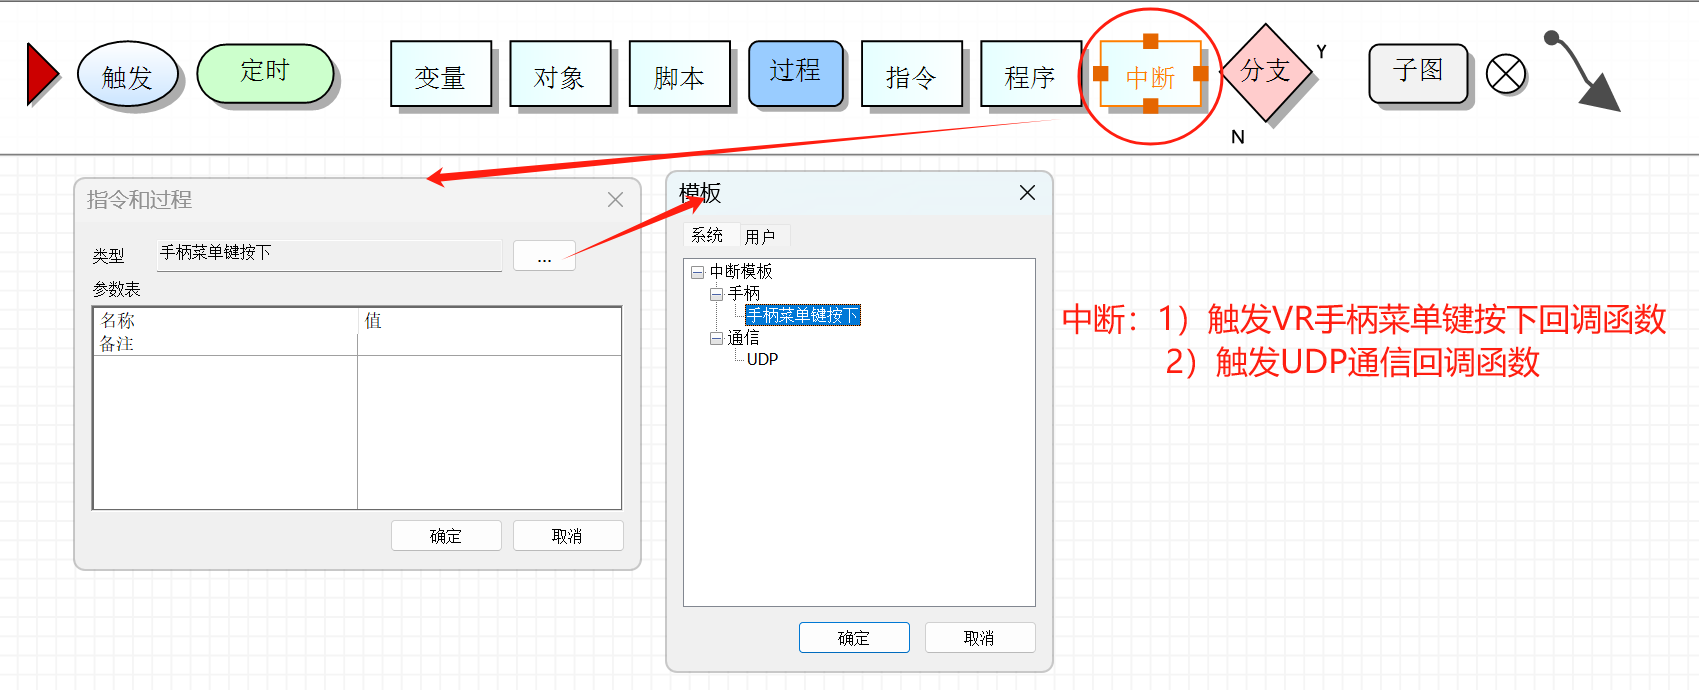 触发
定时
变量
对象
脚本
过程
指令
程序
中断
分支
Y
N
子图
指令和过程
类型
手柄菜单键按下
...
参数表
名称
值
备注
确定
取消
模板
系统
用户
中断模板
手柄
手柄菜单键按下
通信
UDP
确定
取消
中断：1）触发VR手柄菜单键按下回调函数
2）触发UDP通信回调函数